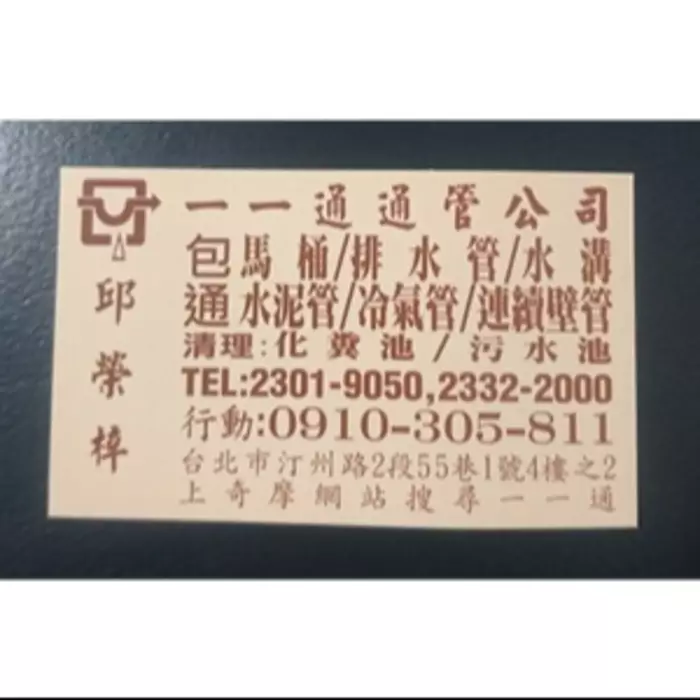 一一通通管公司
包馬桶/排水管/水溝
通水泥管/冷氣管/連續壁管
清理:化糞池/污水池
TEL:2301-9050,2332-2000
行動:0910-305-811
台北市汀州路2段55巷1號4樓之2
上奇摩網站搜尋一一通
邱榮梓